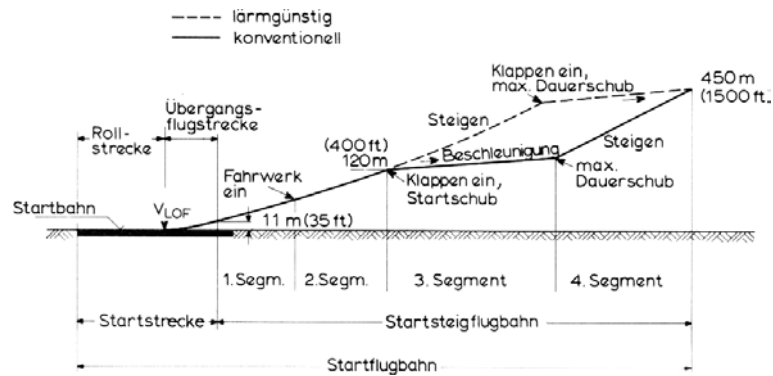 lärmgünstig
konventionell
Klappen ein,
max. Dauerschub
450 m
(1500 ft)
Übergangs-
flugstrecke
Roll-
strecke
Steigen
(400 ft)
120 m
Beschleunigung
Steigen
Fahrwerk
ein
Klappen ein,
Startschub
max.
Dauerschub
Startbahn
VLOF
11 m (35 ft)
1. Segm.
2. Segm.
3. Segment
4. Segment
Startstrecke
Startsteigflugbahn
Startflugbahn